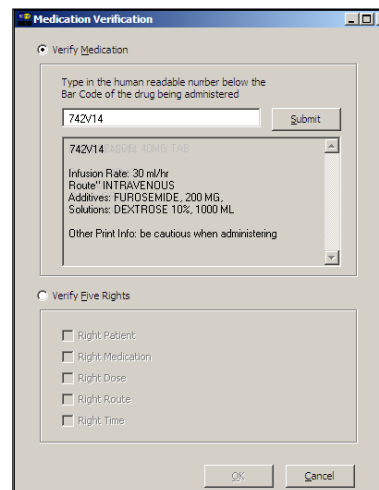 Medication Verification
Verify Medication
Type in the human readable number below the
Bar Code of the drug being admnistered
742V14
Submit
742V14 40MG TAB
Infusion Rate: 30 ml/hr
Route" INTRAVENOUS
Additives: FUROSEMIDE, 200 MG,
Solutions: DEXTROSE 10%, 1000 ML
Other Print Info: be cautious when administering
Verify Five Rights
Right Patient
Right Medication
Right Dose
Right Route
Right Time
OK
Cancel